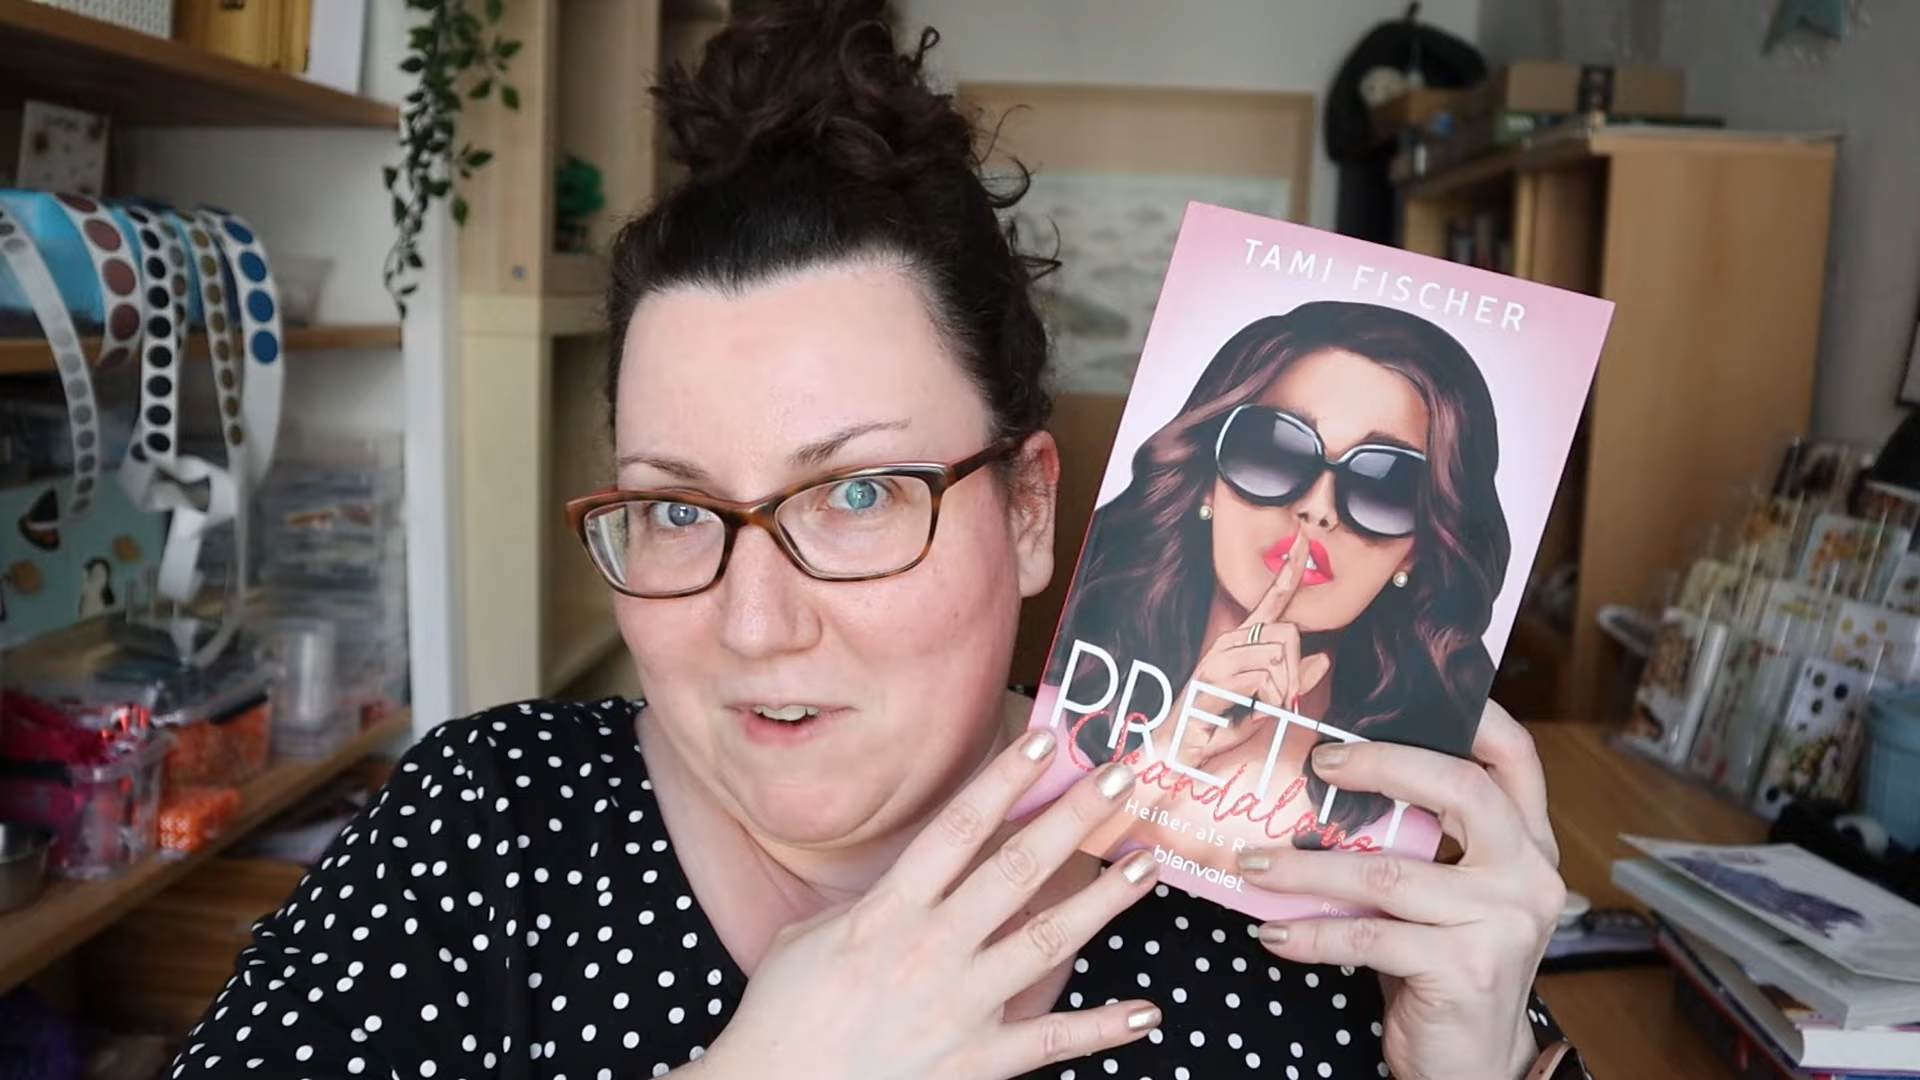 TAMI FISCHER
PRETTY
Scandalous
Heißer als
blanvalet